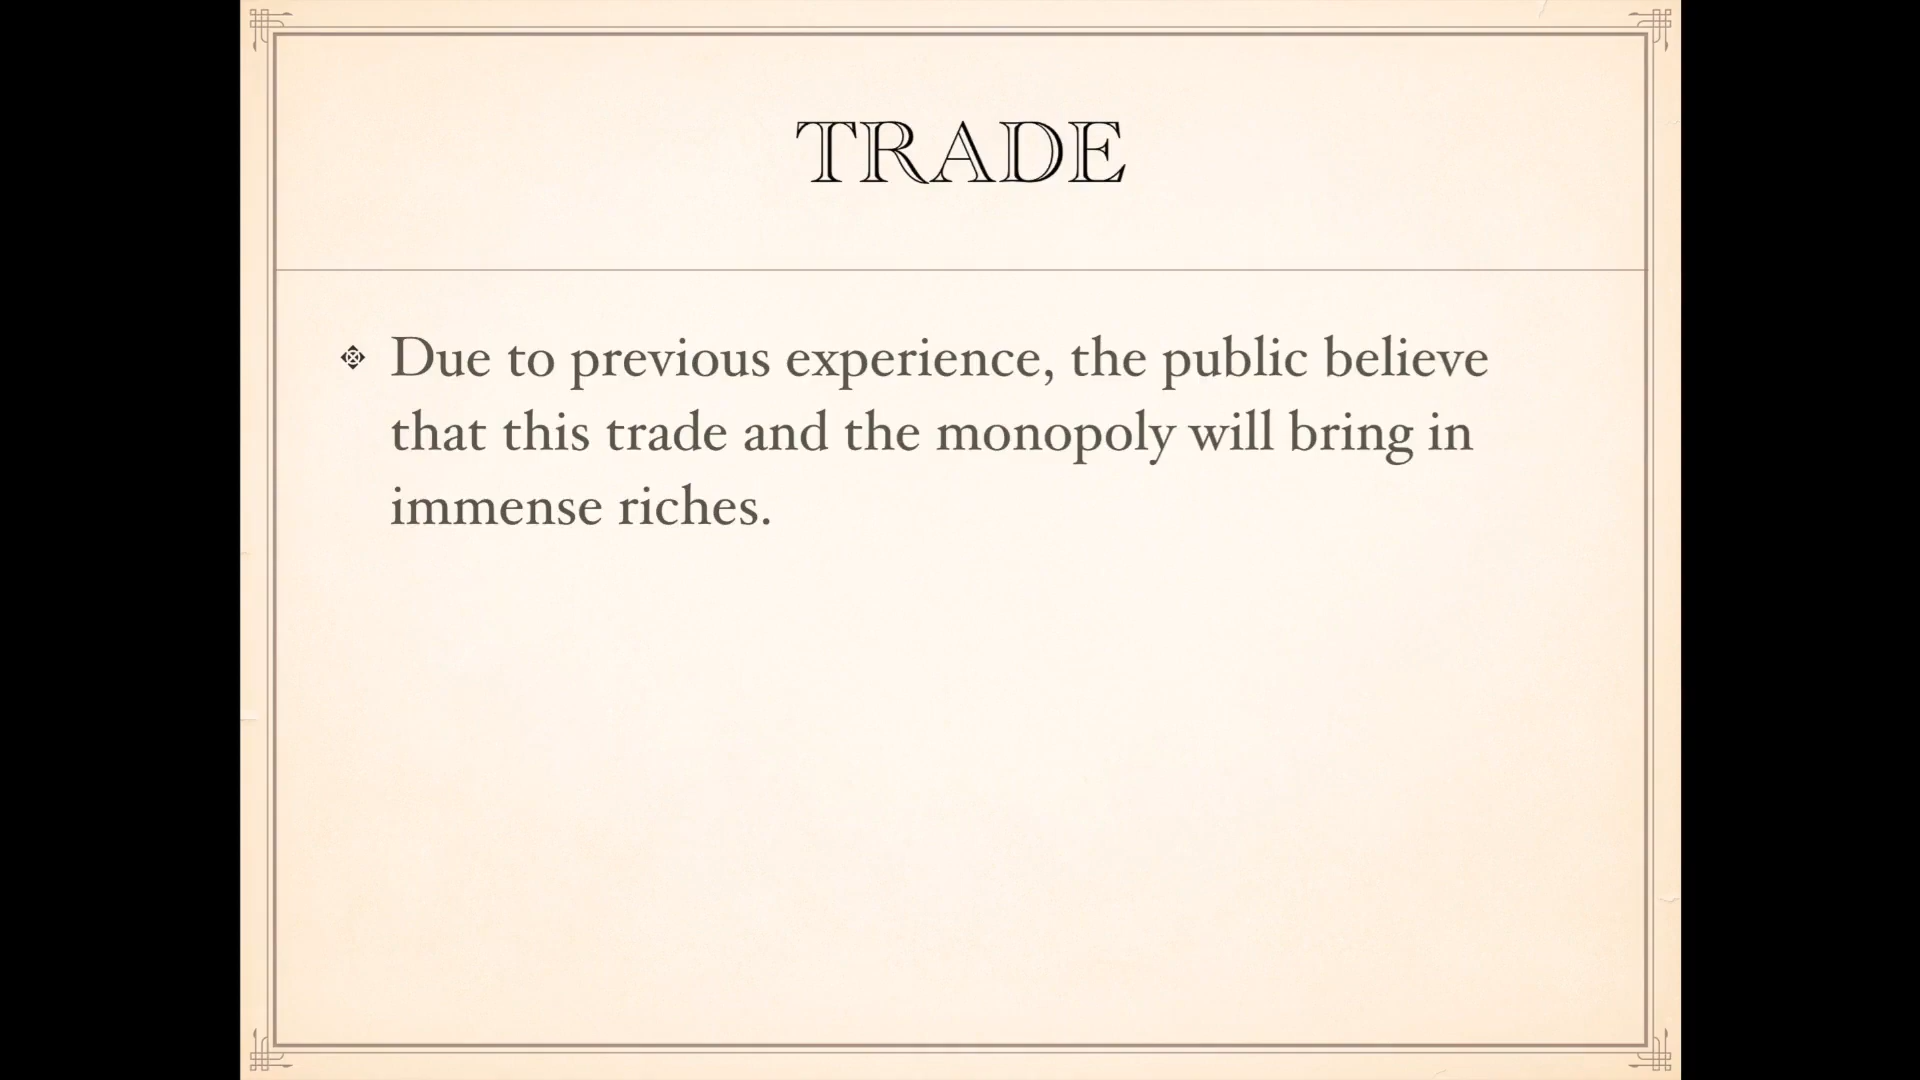 TRADE
Due to previous experience, the public believe
that this trade and the monopoly will bring in
immense riches.